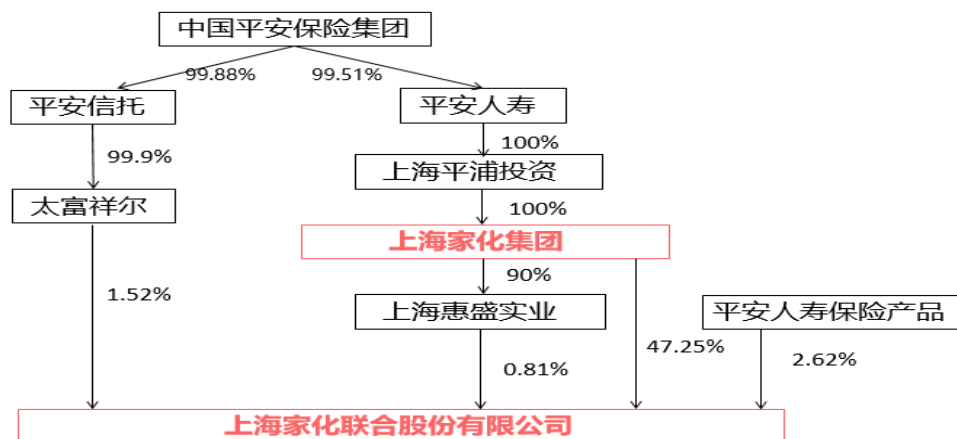 中国平安保险集团
99.88%
99.51%
平安信托
平安人寿
99.9%
100%
上海平浦投资
太富祥尔
100%
上海家化集团
1.52%
90%
上海惠盛实业
平安人寿保险产品
0.81%
47.25%
2.62%
上海家化联合股份有限公司